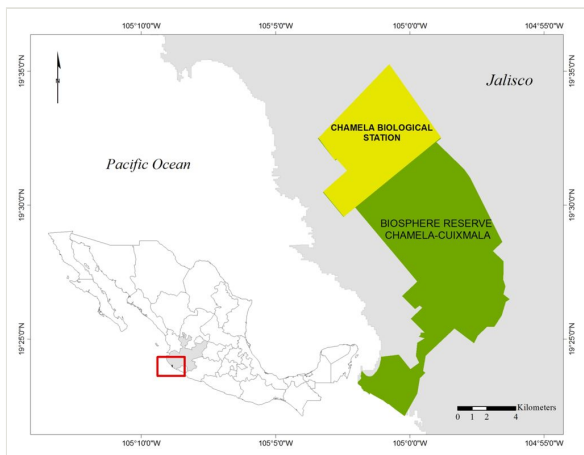 105°10'0"W
105°5'0"W
105°0'0"W
104°55'0"W
19°35'0"N
19°35'0"N
N
Jalisco
CHAMELA BIOLOGICAL
STATION
Pacific Ocean
19°30'0"N
19°30'0"N
BIOSPHERE RESERVE
CHAMELA-CUIXMALA
19°25'0"N
19°25'0"N
Kilometers
0 1 2 4
105°10'0"W
105°5'0"W
105°0'0"W
104°55'0"W